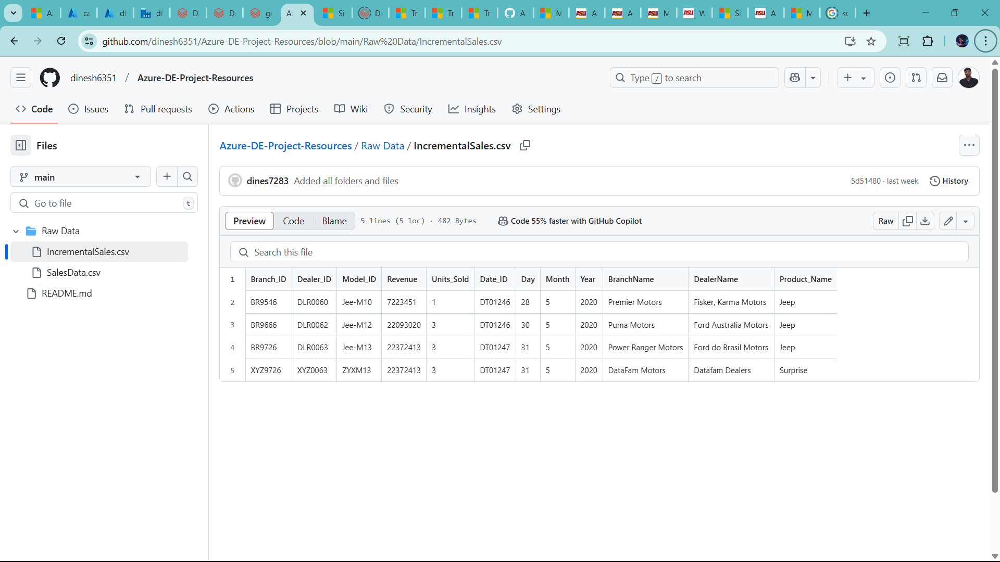 Az
ca
df
df
Da
Da
go
Az
Si
Da
Tr
Tr
Tr
A
M
A
A
M
W
Si
A
M
sc
github.com/dinesh6351/Azure-DE-Project-Resources/blob/main/Raw%20Data/IncrementalSales.csv
dinesh6351 / Azure-DE-Project-Resources
Type / to search
Code Issues Pull requests Actions Projects Wiki Security Insights Settings
Files
main
Go to file t
Raw Data
IncrementalSales.csv
SalesData.csv
README.md
Azure-DE-Project-Resources / Raw Data / IncrementalSales.csv
dines7283 Added all folders and files 5d51480 · last week History
Preview Code Blame 5 lines (5 loc) · 482 Bytes Code 55% faster with GitHub Copilot Raw
Search this file
1 Branch_ID Dealer_ID Model_ID Revenue Units_Sold Date_ID Day Month Year BranchName DealerName Product_Name
2 BR9546 DLR0060 Jee-M10 7223451 1 DT01246 28 5 2020 Premier Motors Fisker, Karma Motors Jeep
3 BR9666 DLR0062 Jee-M12 22093020 3 DT01246 30 5 2020 Puma Motors Ford Australia Motors Jeep
4 BR9726 DLR0063 Jee-M13 22372413 3 DT01247 31 5 2020 Power Ranger Motors Ford do Brasil Motors Jeep
5 XYZ9726 XYZ0063 ZYXM13 22372413 3 DT01247 31 5 2020 DataFam Motors Datafam Dealers Surprise